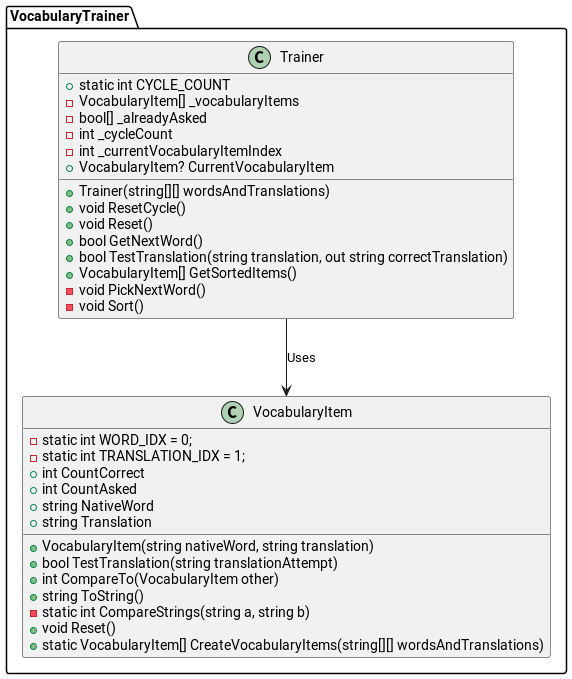 VocabularyTrainer
C Trainer
static int CYCLE_COUNT
VocabularyItem[] _vocabularyItems
bool[] _alreadyAsked
int _cycleCount
int _currentVocabularyItemIndex
VocabularyItem? CurrentVocabularyItem
Trainer(string[][] wordsAndTranslations)
void ResetCycle()
void Reset()
bool GetNextWord()
bool TestTranslation(string translation, out string correctTranslation)
VocabularyItem[] GetSortedItems()
void PickNextWord()
void Sort()
Uses
C VocabularyItem
static int WORD_IDX = 0;
static int TRANSLATION_IDX = 1;
int CountCorrect
int CountAsked
string NativeWord
string Translation
VocabularyItem(string nativeWord, string translation)
bool TestTranslation(string translationAttempt)
int CompareTo(VocabularyItem other)
string ToString()
static int CompareStrings(string a, string b)
void Reset()
static VocabularyItem[] CreateVocabularyItems(string[][] wordsAndTranslations)